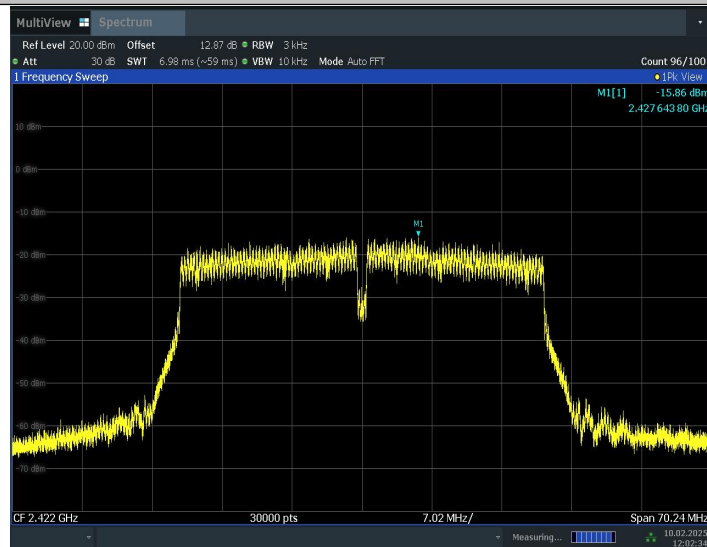 MultiView Spectrum
Ref Level 20.00 dBm Offset 12.87 dB RBW 3 kHz
Att 30 dB SWT 6.98 ms (~59 ms) VBW 10 kHz Mode Auto FFT Count 96/100
1 Frequency Sweep 1Pk View
M1[1] -15.86 dBm
2.427 643 80 GHz
10 dBm
0 dBm
-10 dBm
M1
-20 dBm
-30 dBm
-40 dBm
-50 dBm
-60 dBm
-70 dBm
CF 2.422 GHz 30000 pts 7.02 MHz/ Span 70.24 MHz
Measuring... 10.02.2025
12:02:34